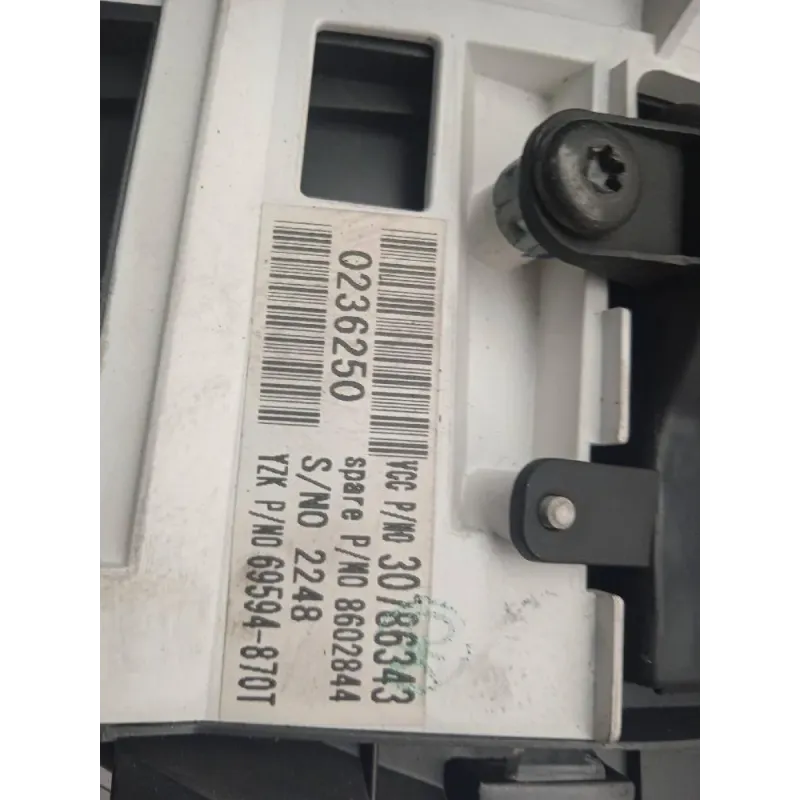 VCC P/NO 30786343
0236250
Spare P/NO 8602844
S/NO 2248
YZK P/NO 69594-870T